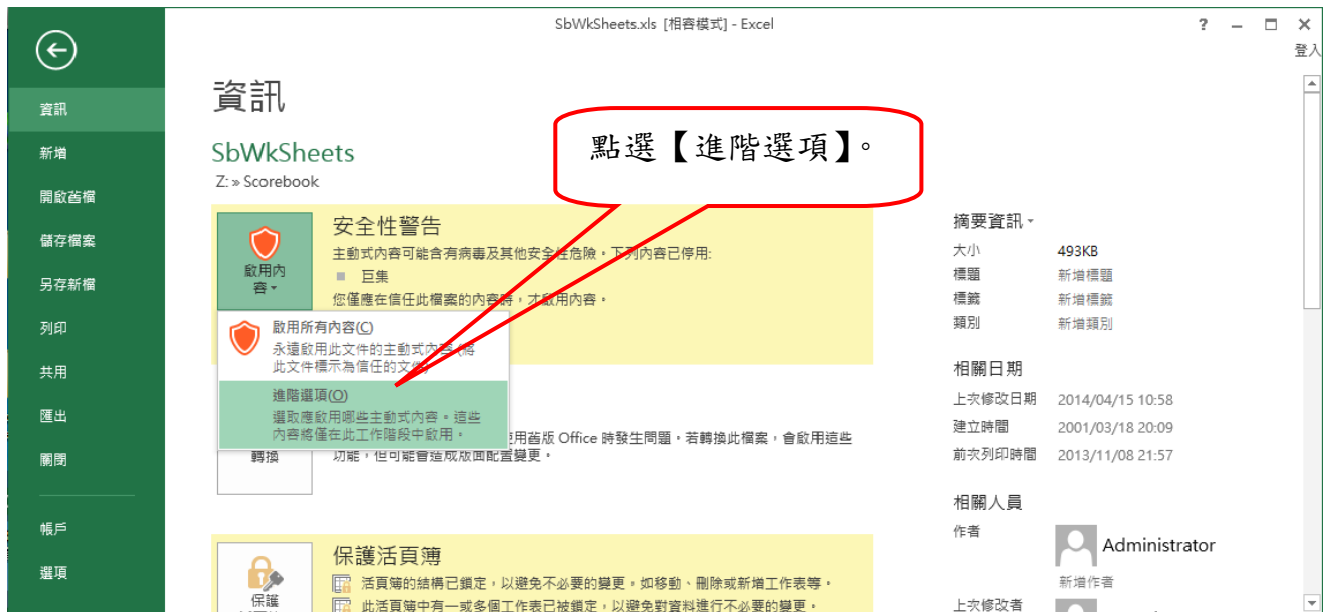 SbWkSheets.xls [相容模式] - Excel
?
登入
資訊
新增
開啟舊檔
儲存檔案
另存新檔
列印
共用
匯出
關閉
帳戶
選項
資訊
SbWkSheets
Z: » Scorebook
點選【進階選項】。
啟用內
容
安全性警告
主動式內容可能含有病毒及其他安全性危險。下列內容已停用:
巨集
您僅應在信任此檔案的內容時，才啟用內容。
啟用所有內容(C)
永遠啟用此文件的主動式內容 (將
此文件標示為信任的文件)
進階選項(O)
選取應啟用哪些主動式內容。這些
內容將僅在此工作階段中啟用。
使用舊版 Office 時發生問題。若轉換此檔案，會啟用這些
轉換
功能，但可能會造成版面配置變更。
保護
保護活頁簿
活頁簿的結構已鎖定，以避免不必要的變更。如移動、刪除或新增工作表等。
此活頁簿中有一或多個工作表已被鎖定，以避免對資料進行不必要的變更。
摘要資訊
大小 493KB
標題 新增標題
標籤 新增標籤
類別 新增類別
相關日期
上次修改日期 2014/04/15 10:58
建立時間 2001/03/18 20:09
前次列印時間 2013/11/08 21:57
相關人員
作者
Administrator
新增作者
上次修改者